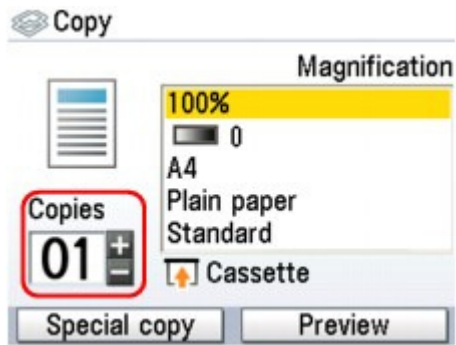 Copy
Magnification
100%
0
A4
Plain paper
Standard
Copies
01 + -
Cassette
Special copy Preview